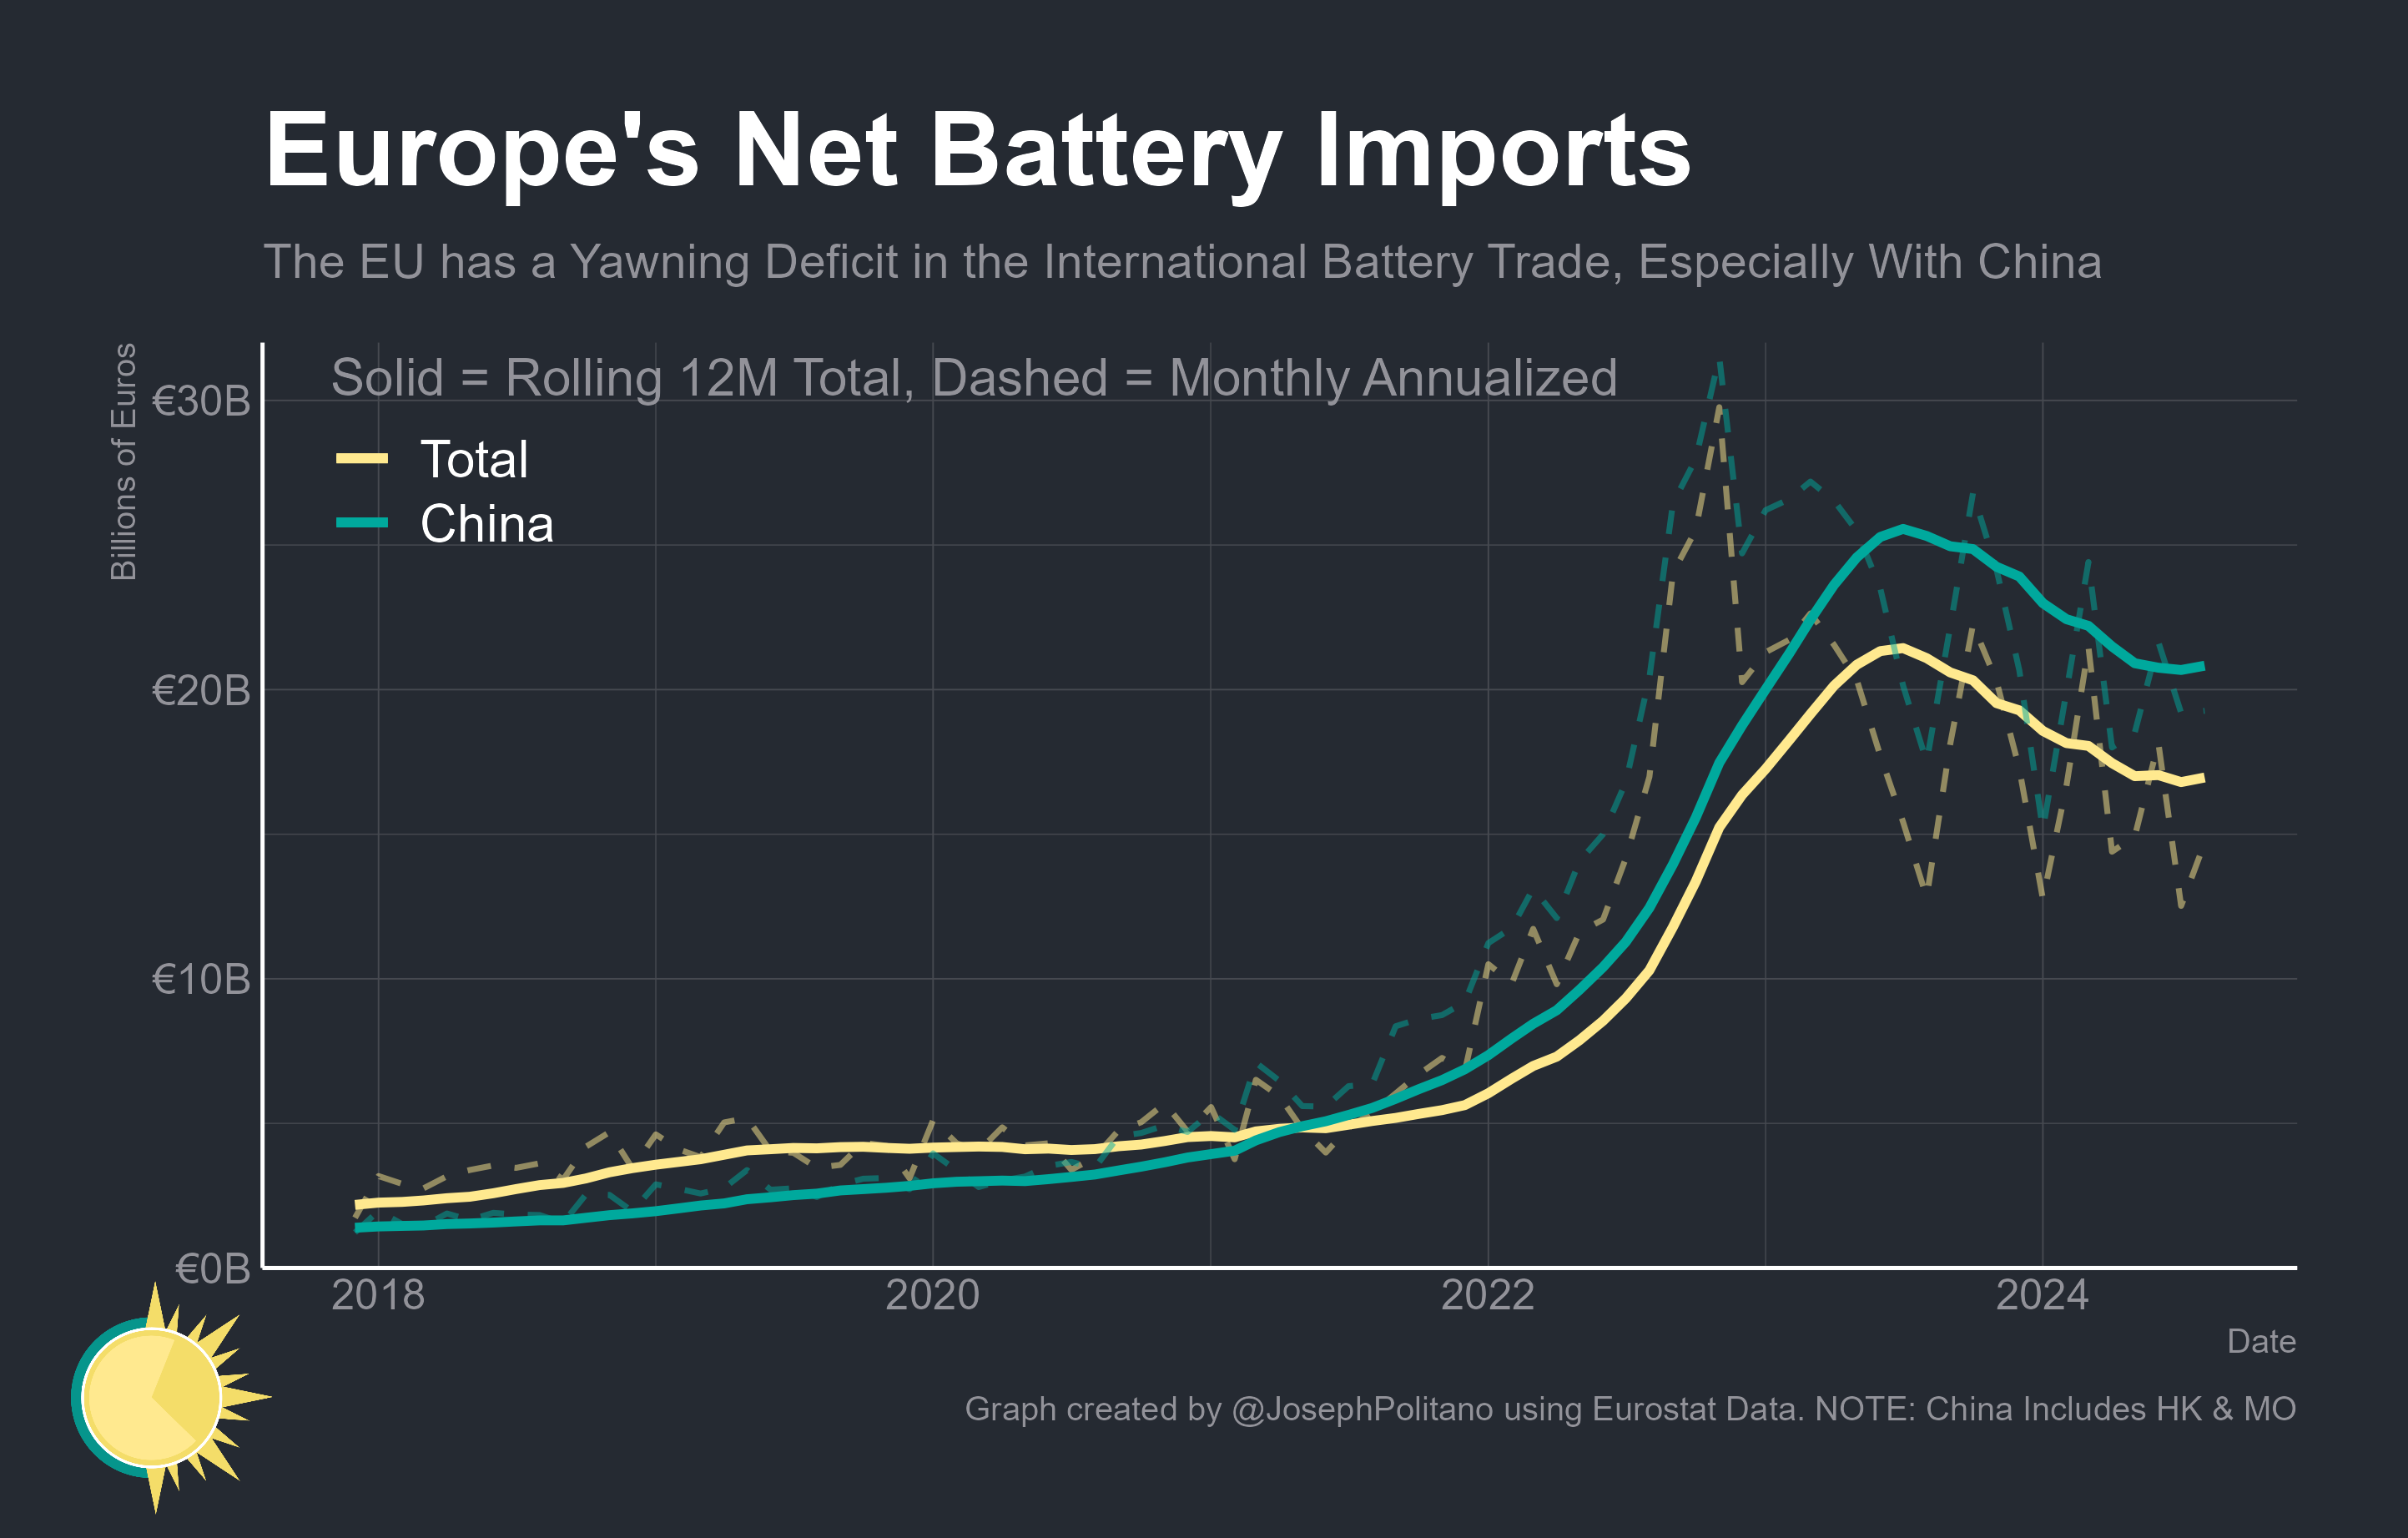 Europe's Net Battery Imports
The EU has a Yawning Deficit in the International Battery Trade, Especially With China
Billions of Euros
Solid = Rolling 12M Total, Dashed = Monthly Annualized
Total
China
€30B
€20B
€10B
€0B
2018
2020
2022
2024
Date
Graph created by @JosephPolitano using Eurostat Data. NOTE: China Includes HK & MO